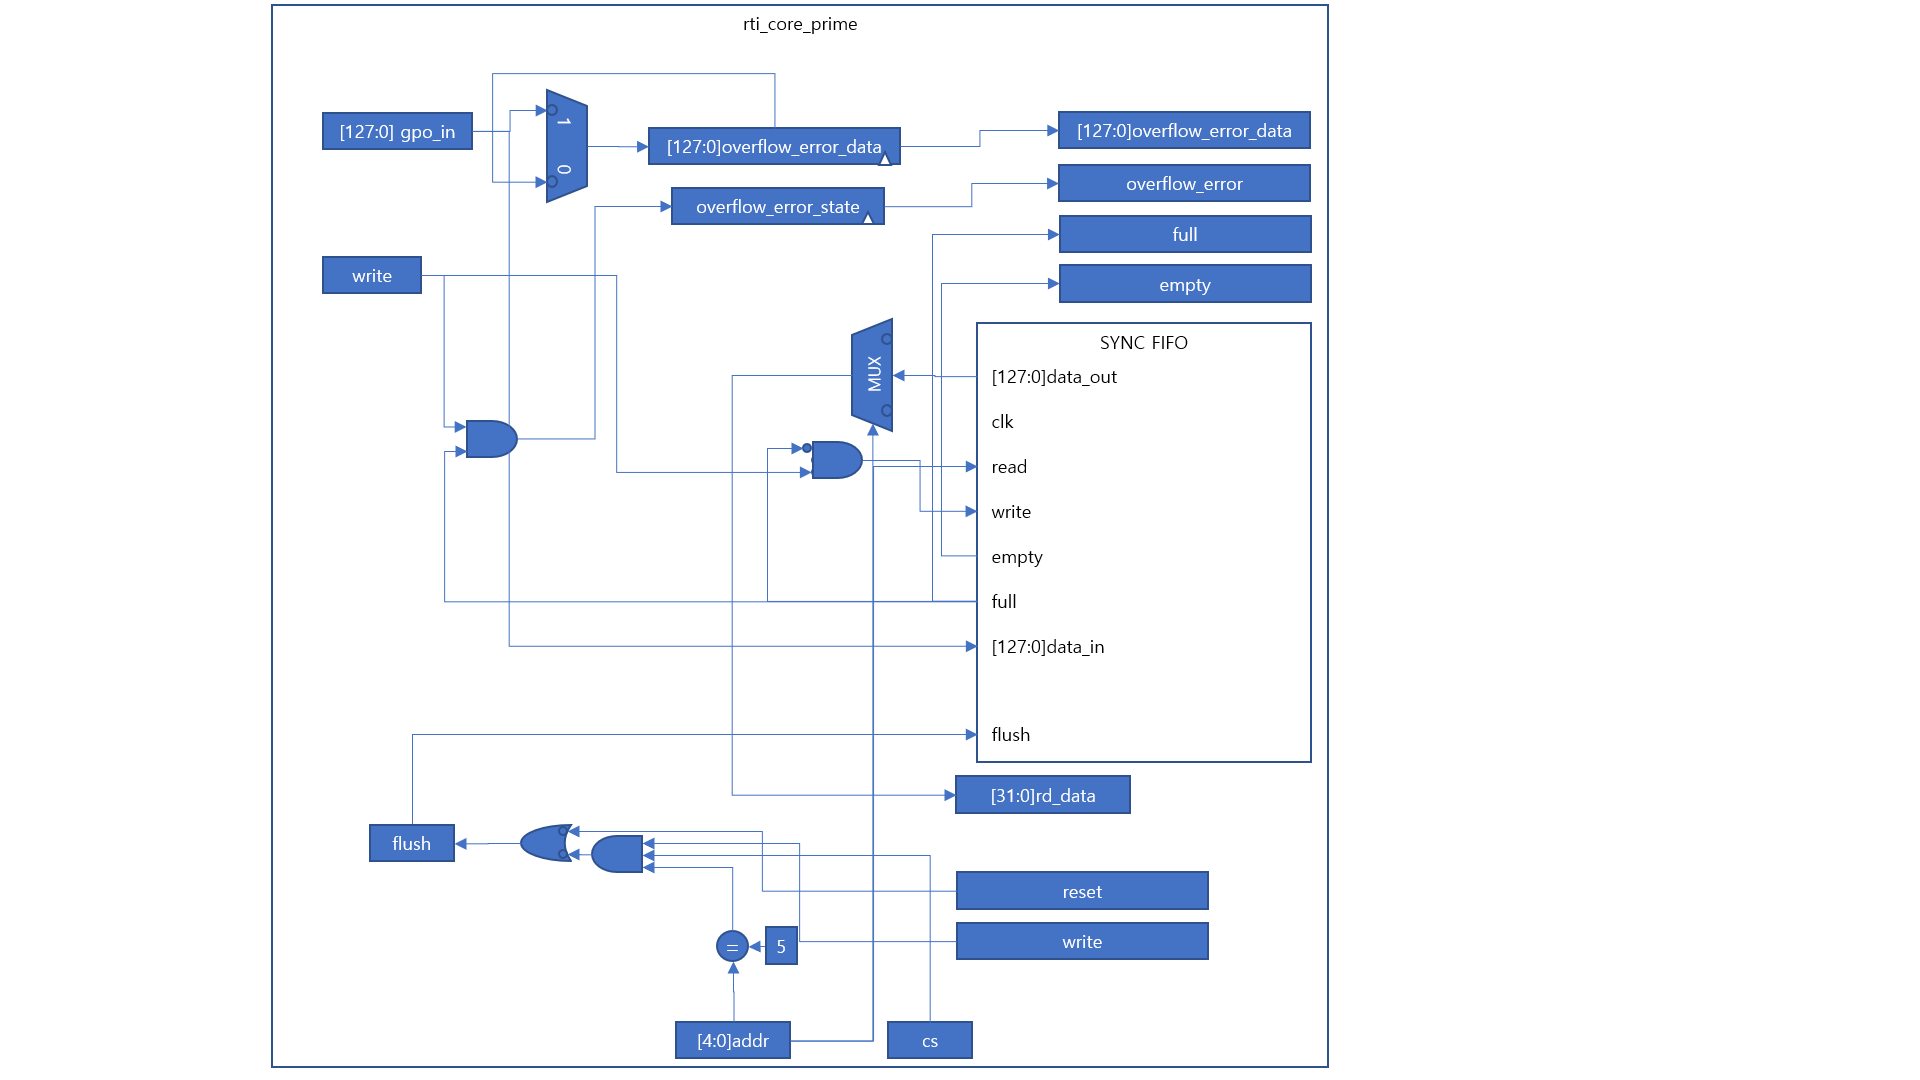 rti_core_prime
[127:0] gpo_in
1
0
[127:0]overflow_error_data
[127:0]overflow_error_data
overflow_error_state
overflow_error
full
write
empty
SYNC FIFO
MUX
[127:0]data_out
clk
read
write
empty
full
[127:0]data_in
flush
[31:0]rd_data
flush
reset
write
=
5
[4:0]addr
cs